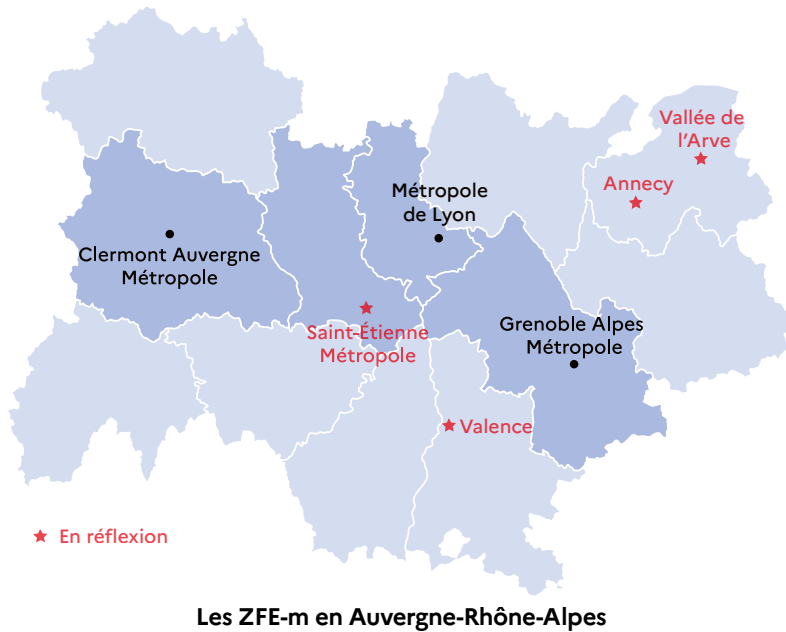 Vallée de
l'Arve
Annecy
Métropole
de Lyon
Clermont Auvergne
Métropole
Saint-Étienne
Métropole
Grenoble Alpes
Métropole
Valence
En réflexion
Les ZFE-m en Auvergne-Rhône-Alpes